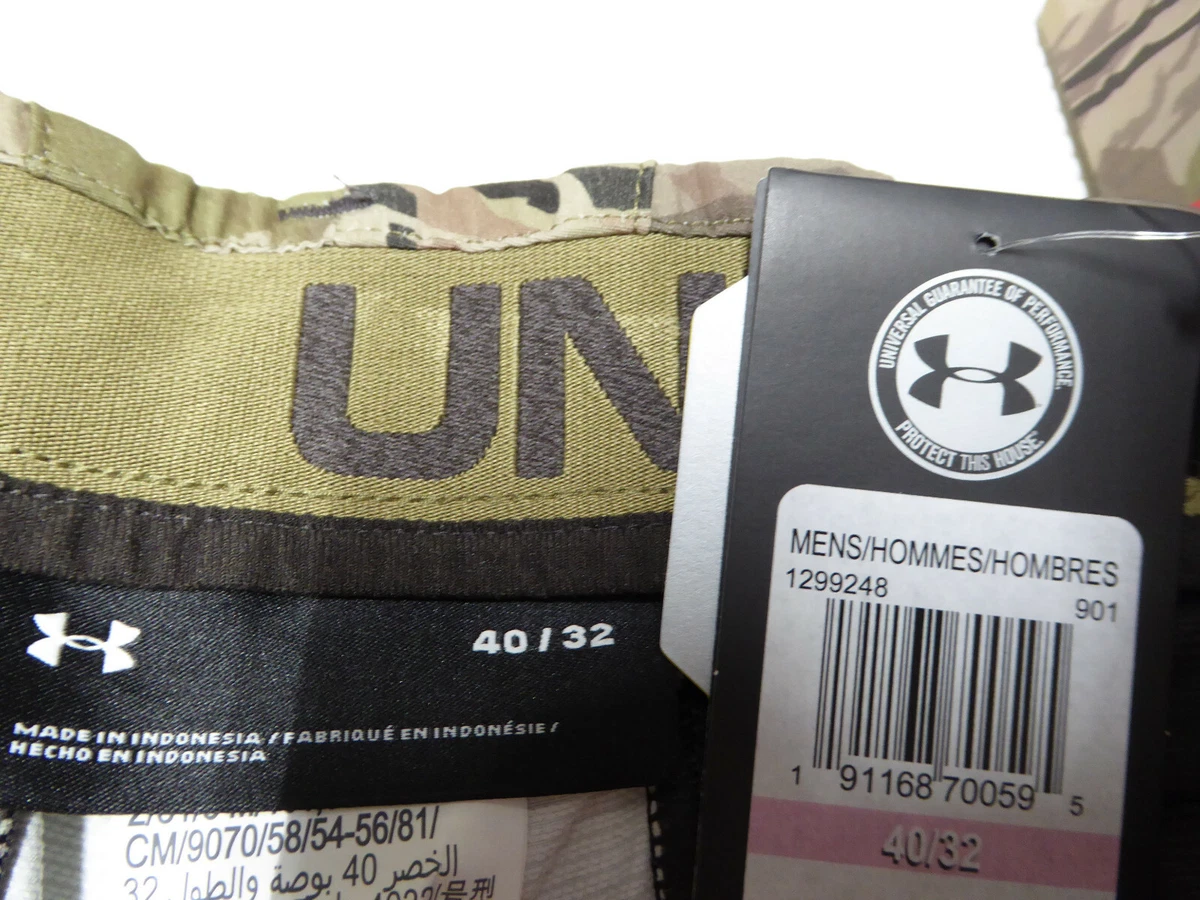 UN
40 / 32
MADE IN INDONESIA / FABRIQUÉ EN INDONÉSIE /
HECHO EN INDONESIA
CM/9070/58/54-56/81/
الخصر 40 بوصة والطول 32
UNIVERSAL GUARANTEE OF PERFORMANCE.
PROTECT THIS HOUSE
MENS/HOMMES/HOMBRES
1299248
901
1 91168 70059 5
40/32